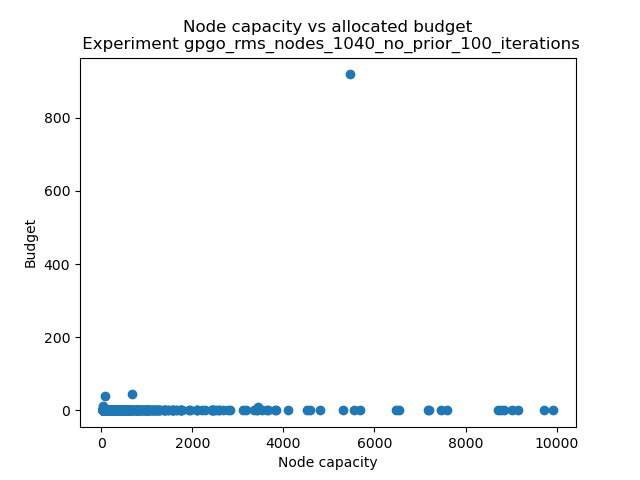 Node capacity vs allocated budget
Experiment gpgo_rms_nodes_1040_no_prior_100_iterations
800
600
400
200
0
Budget
0 2000 4000 6000 8000 10000
Node capacity